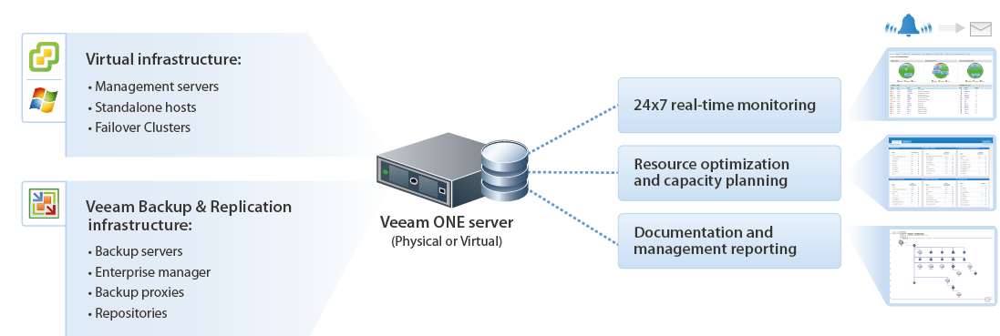 Virtual infrastructure:
• Management servers
• Standalone hosts
• Failover Clusters
Veeam Backup & Replication
infrastructure:
• Backup servers
• Enterprise manager
• Backup proxies
• Repositories
Veeam ONE server
(Physical or Virtual)
24x7 real-time monitoring
Resource optimization
and capacity planning
Documentation and
management reporting